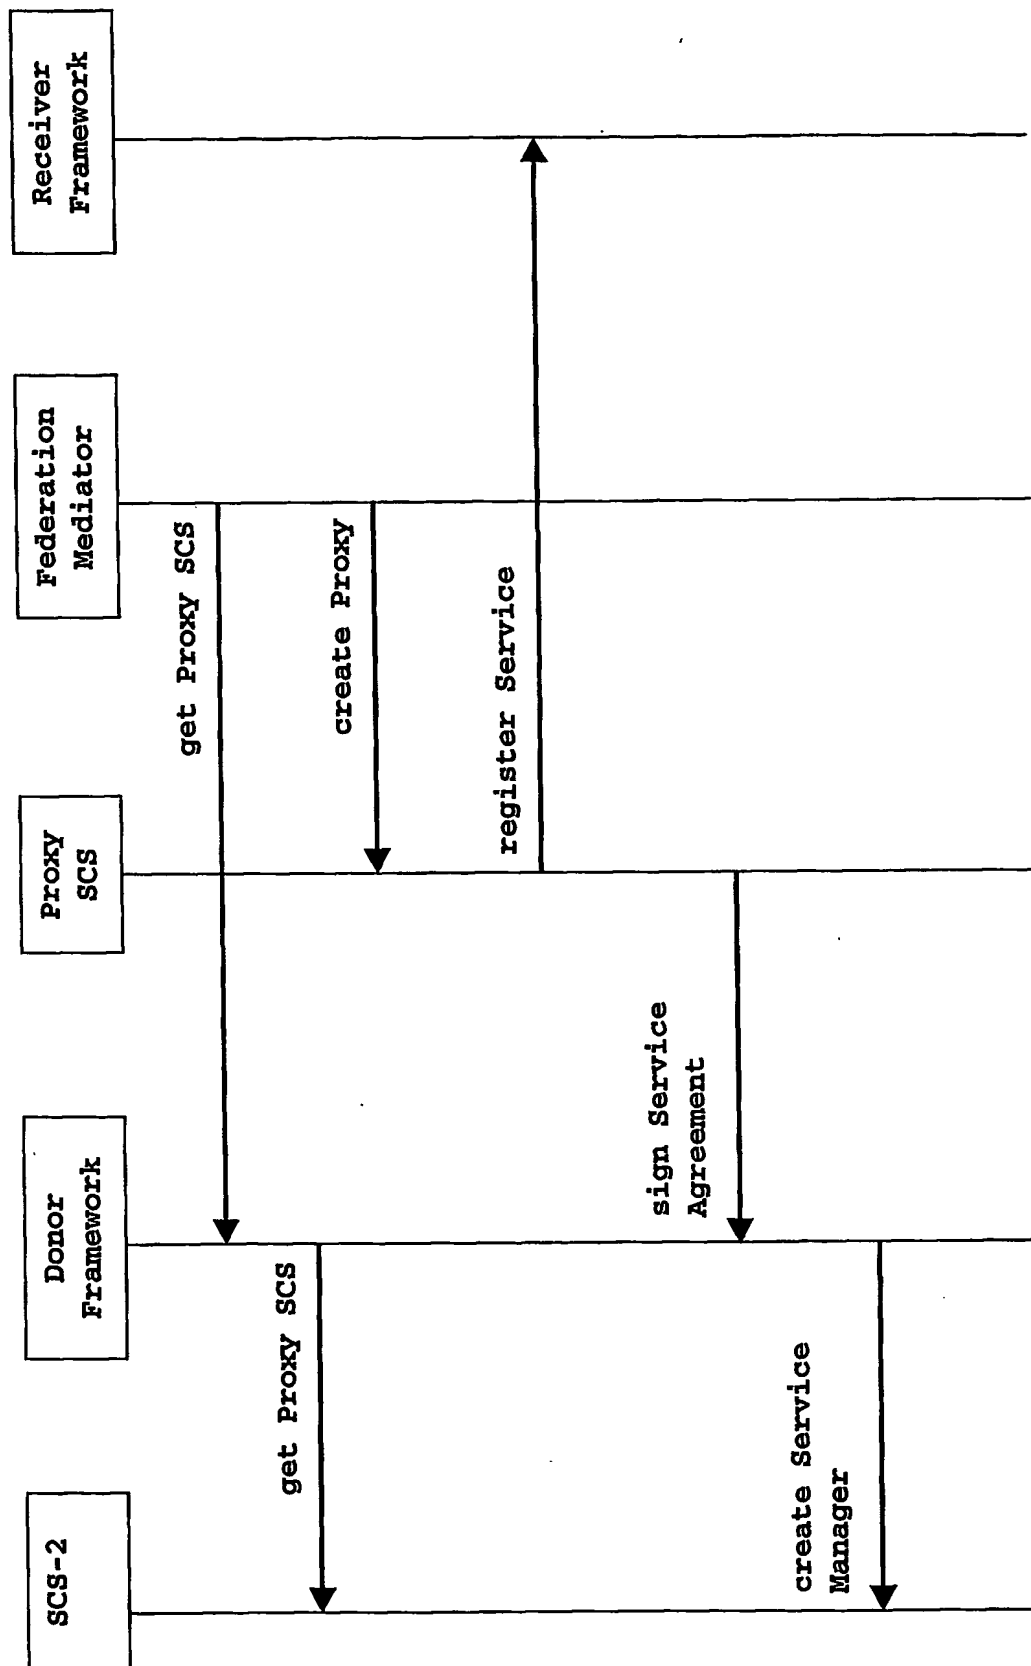 SCS-2
Donor
Framework
Proxy
SCS
Federation
Mediator
Receiver
Framework
get Proxy SCS
get Proxy SCS
create Proxy
register Service
sign Service
Agreement
create Service
Manager